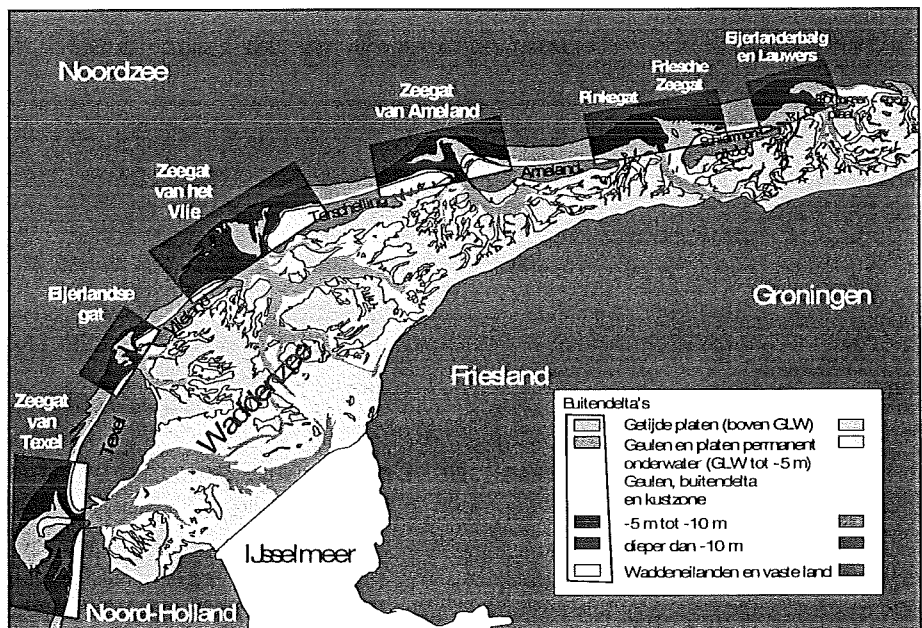 Noordzee
Eijerlanderbalg
en Lauwers
Friesche
Zeegat
Pinkegat
Zeegat
van Ameland
Zeegat
van het
Vlie
Ameland
Terschelling
Vlieland
Eijerlandse
gat
Groningen
Friesland
Waddenzee
Zeegat
van
Texel
Texel
IJsselmeer
Noord-Holland
Buitendelta's
Getijde platen (boven GLW)
Geulen en platen permanent
onderwater (GLW tot -5 m)
Geulen, buitendelta
en kustzone
-5 m tot -10 m
dieper dan -10 m
Waddeneilanden en vaste land